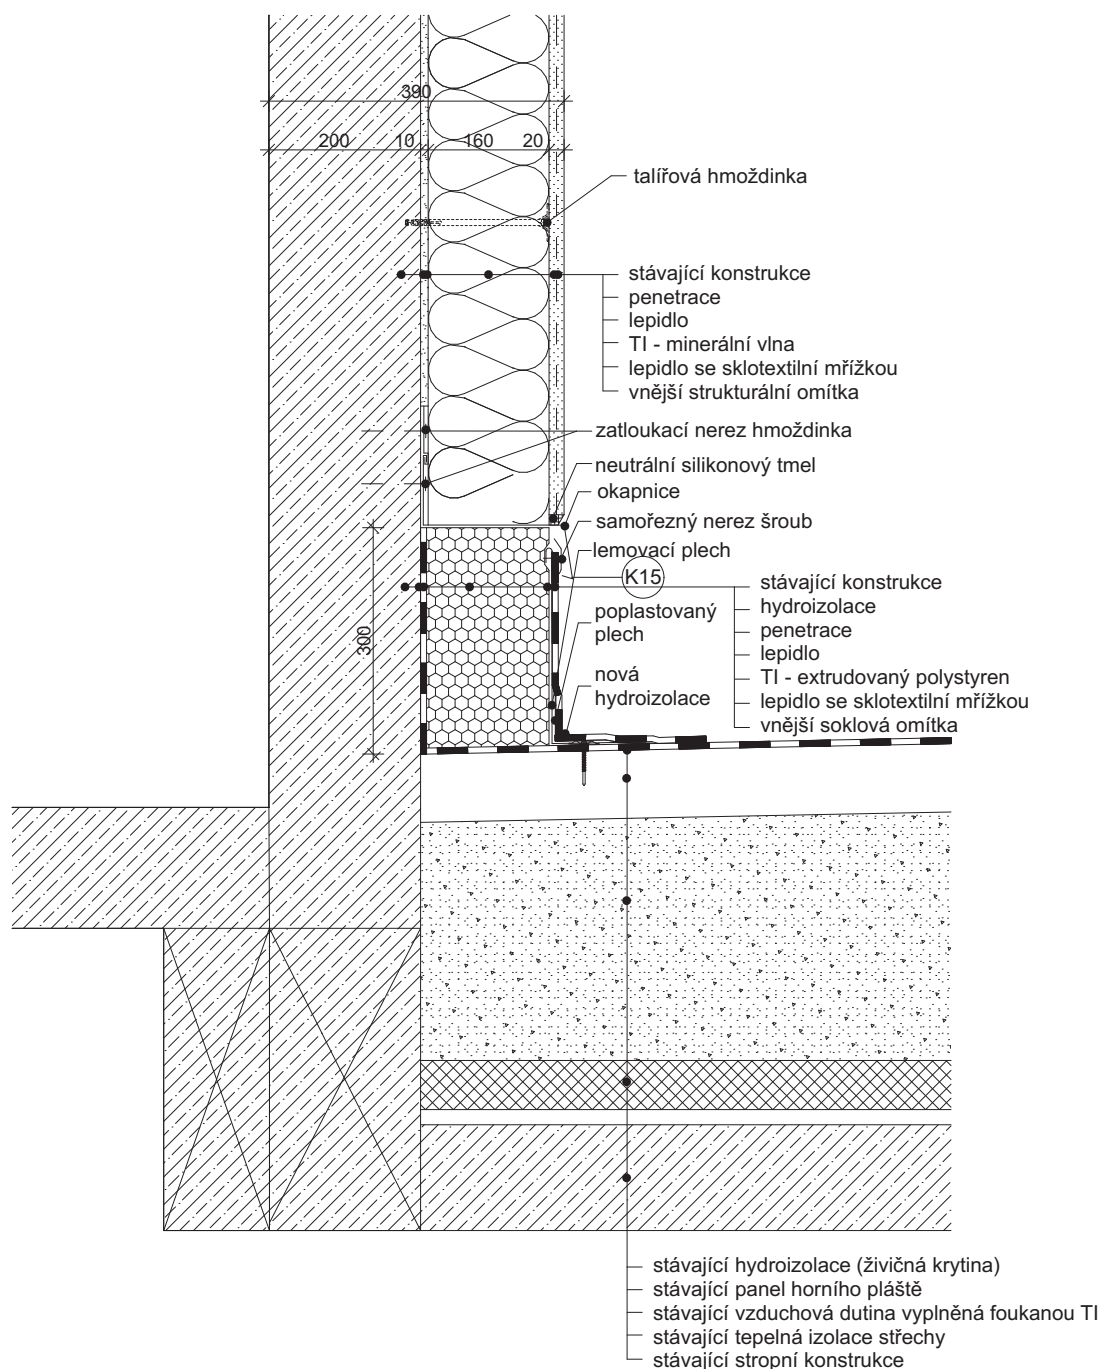 390
200 10 160 20
talířová hmoždinka
stávající konstrukce
penetrace
lepidlo
TI - minerální vlna
lepidlo se sklotextilní mřížkou
vnější strukturální omítka
zatloukací nerez hmoždinka
neutrální silikonový tmel
okapnice
samořezný nerez šroub
lemovací plech
K15
300
poplastovaný
plech
nová
hydroizolace
stávající konstrukce
hydroizolace
penetrace
lepidlo
TI - extrudovaný polystyren
lepidlo se sklotextilní mřížkou
vnější soklová omítka
stávající hydroizolace (živičná krytina)
stávající panel horního pláště
stávající vzduchová dutina vyplněná foukanou TI
stávající tepelná izolace střechy
stávající stropní konstrukce